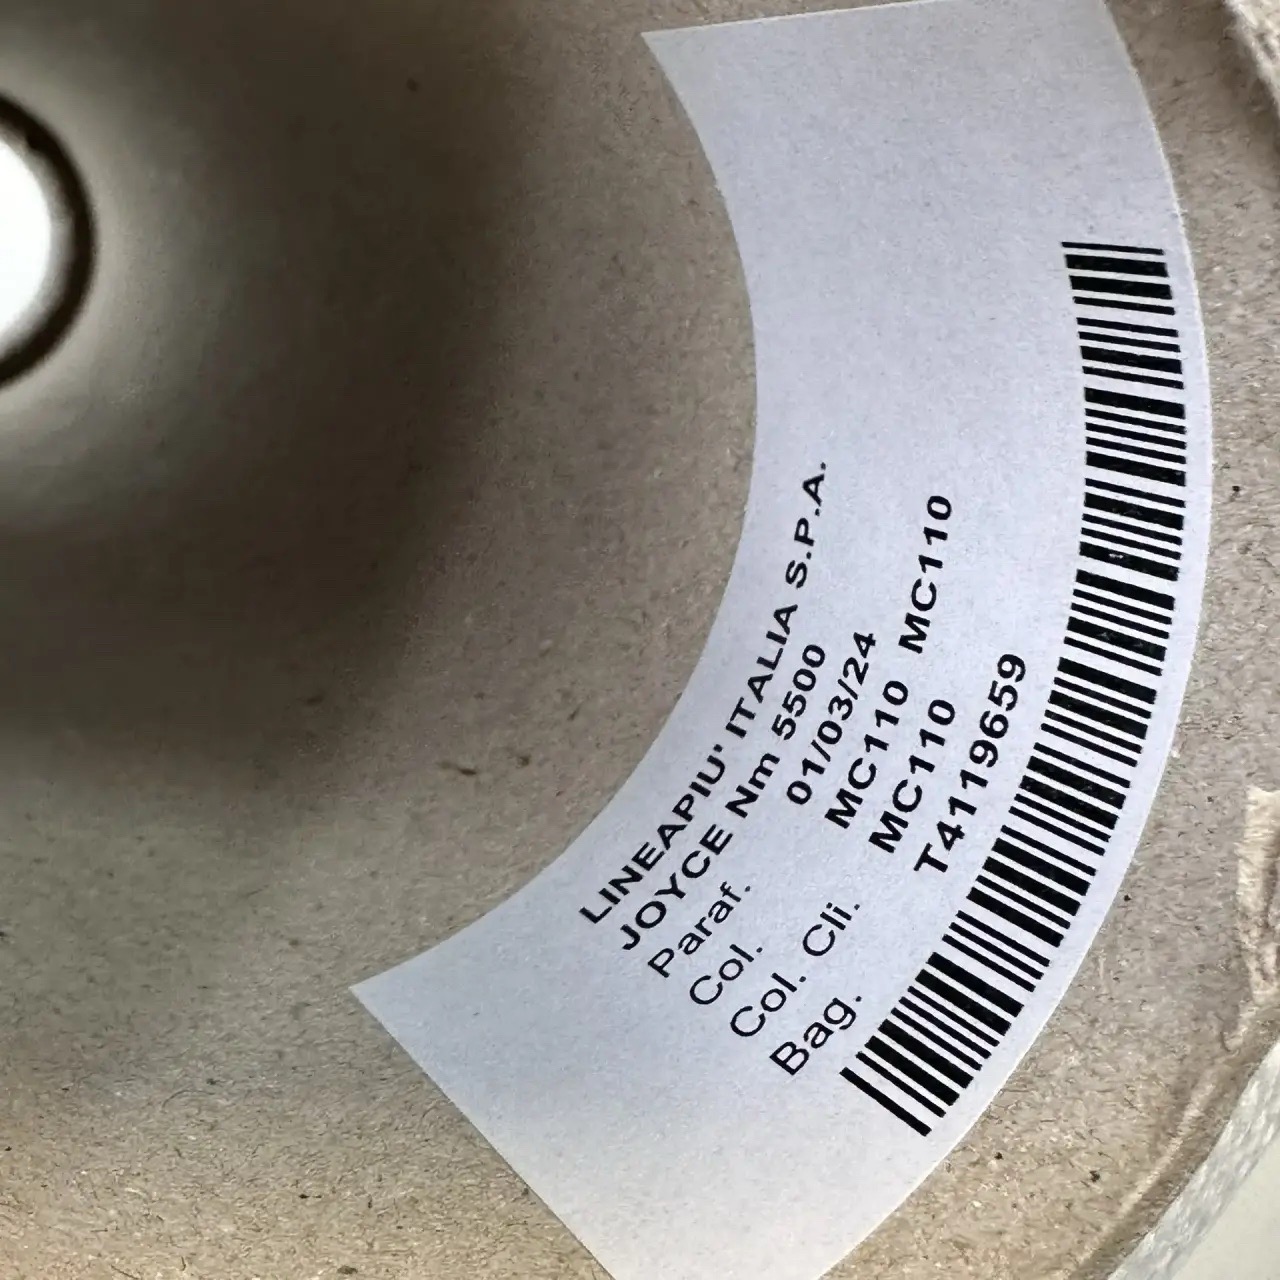 LINEAPIU' ITALIA S.P.A.
JOYCE Nm 5500
Paraf. 01/03/24
Col. MC110 MC110
Col. Cli. MC110
Bag. T4119659